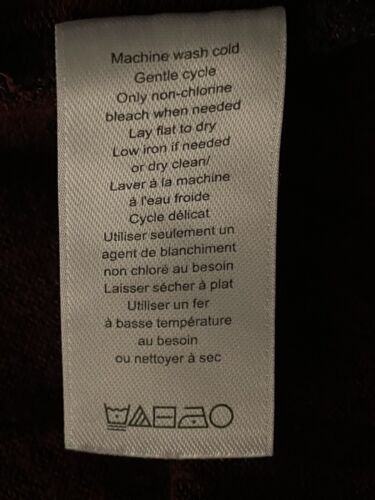 Machine wash cold
Gentle cycle
Only non-chlorine
bleach when needed
Lay flat to dry
Low iron if needed
or dry clean/
Laver à la machine
à l'eau froide
Cycle délicat
Utiliser seulement un
agent de blanchiment
non chloré au besoin
Laisser sécher à plat
Utiliser un fer
à basse température
au besoin
ou nettoyer à sec